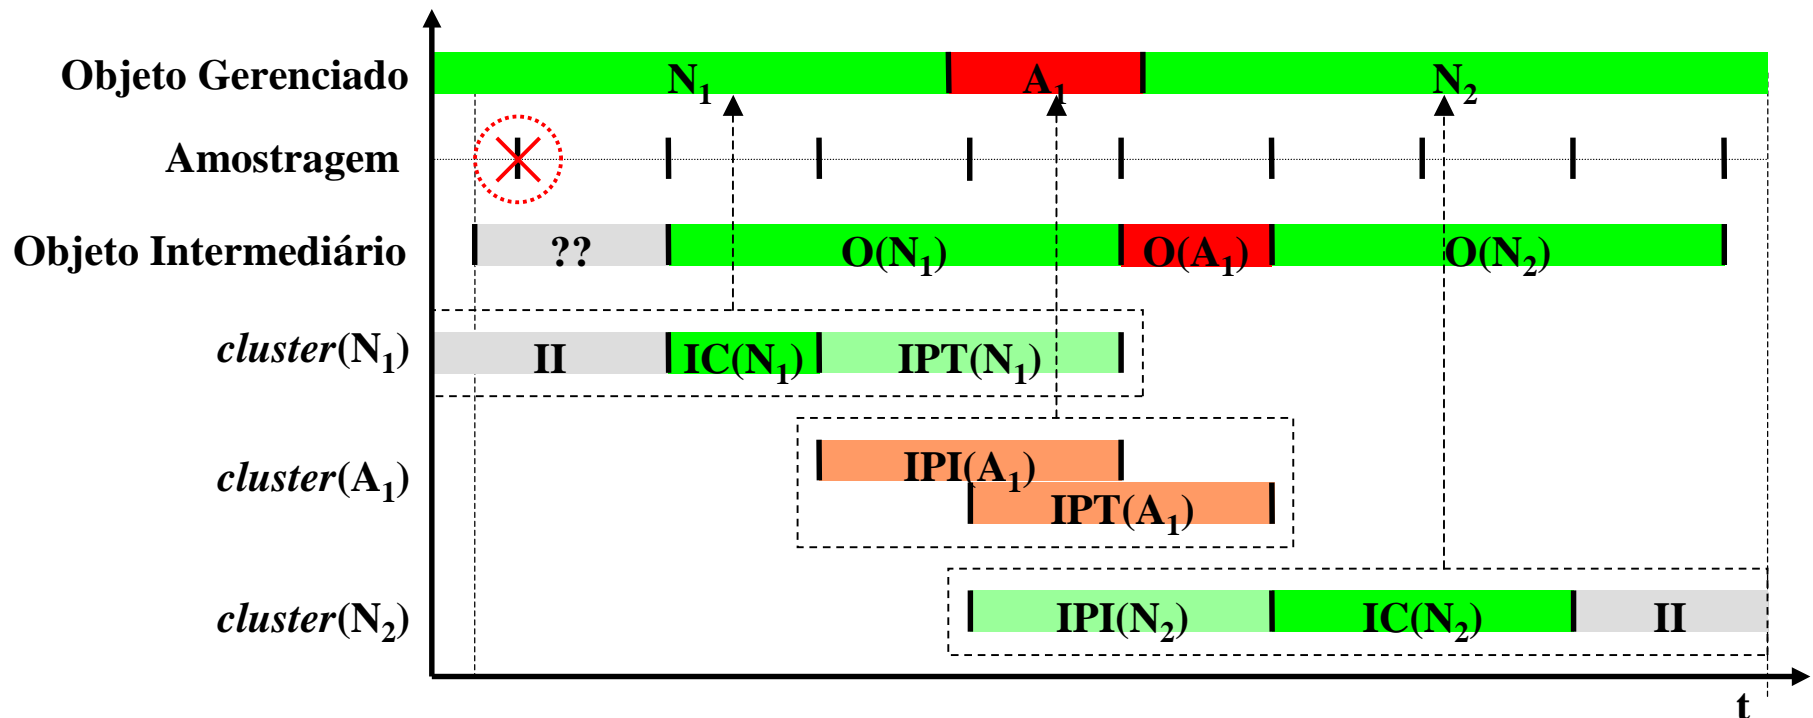 Objeto Gerenciado N₁ A₁ N₂
Amostragem
Objeto Intermediário ?? O(N₁) O(A₁) O(N₂)
cluster(N₁) II IC(N₁) IPT(N₁)
cluster(A₁) IPI(A₁)
IPT(A₁)
cluster(N₂) IPI(N₂) IC(N₂) II
t